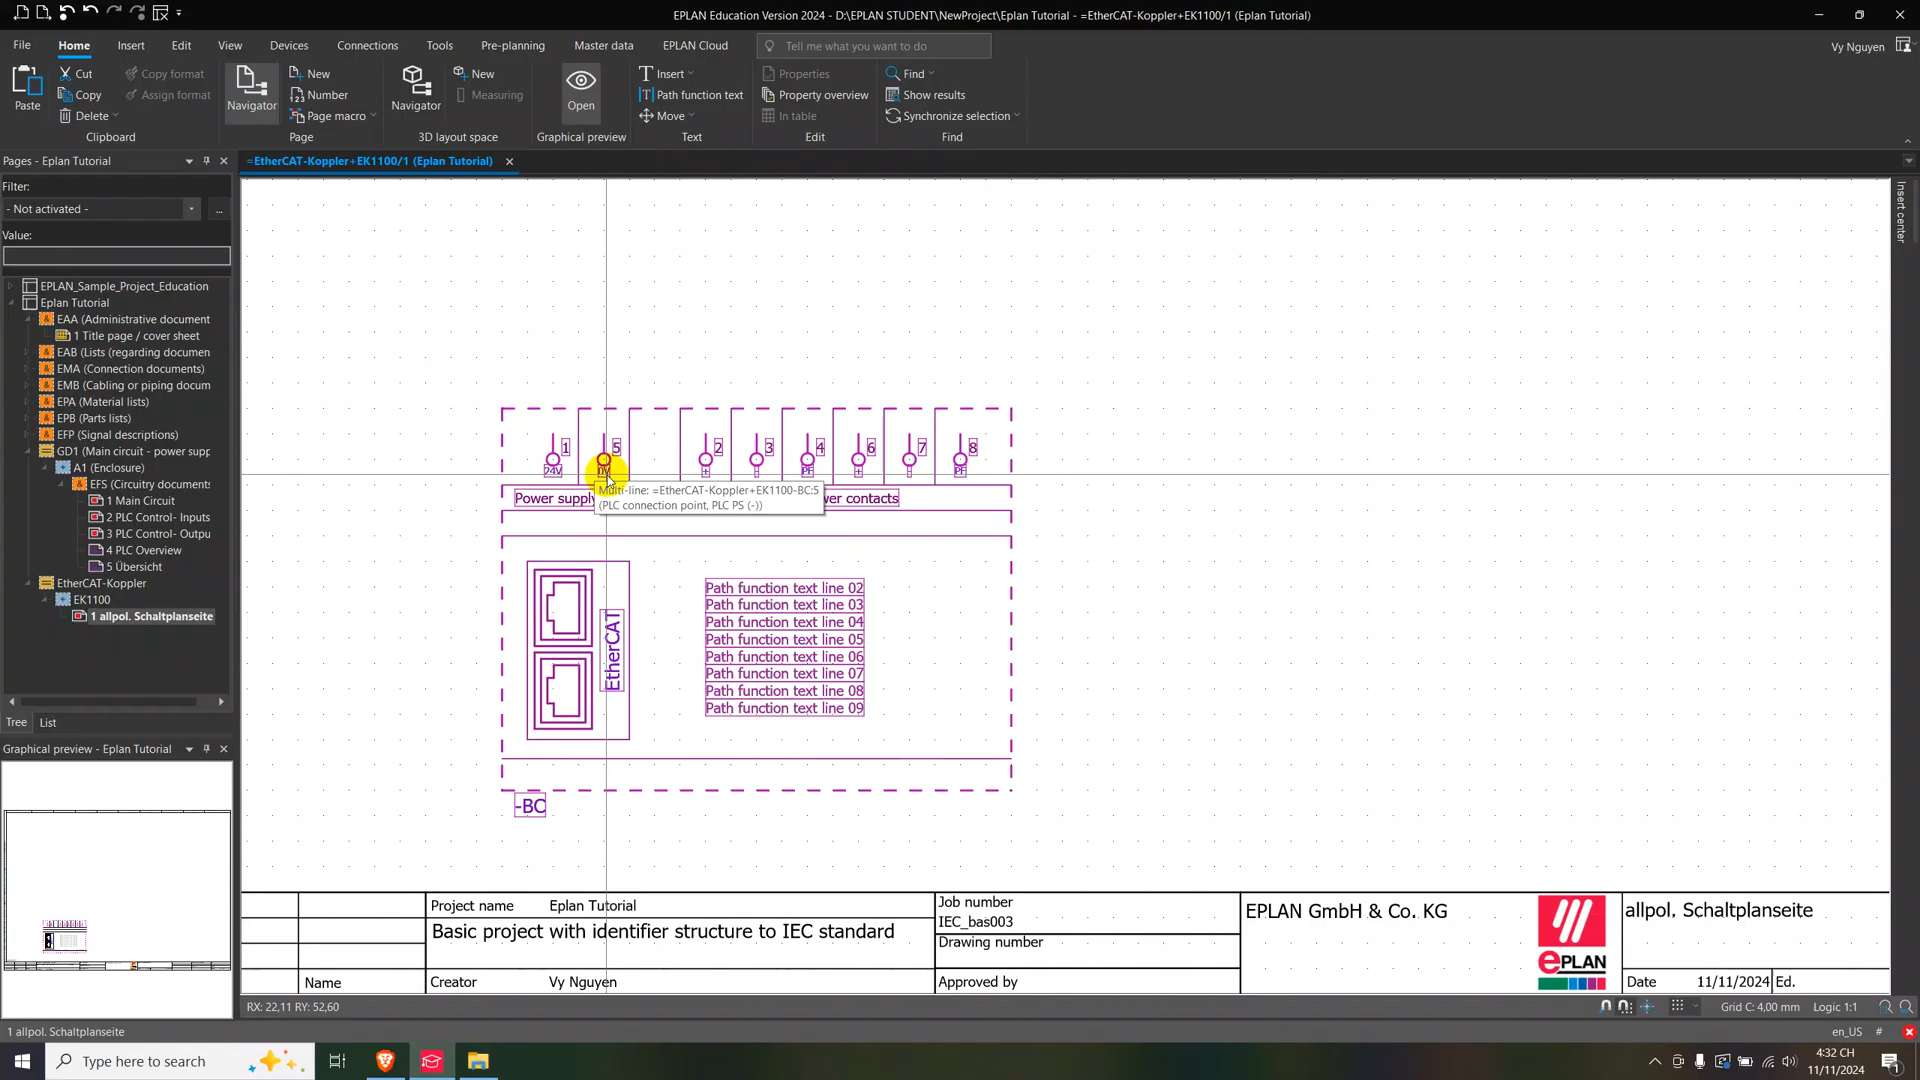 EPLAN Education Version 2024 - D:\EPLAN STUDENT\NewProject\Eplan Tutorial - =EtherCAT-Koppler+EK1100/1 (Eplan Tutorial)
File Home Insert Edit View Devices Connections Tools Pre-planning Master data EPLAN Cloud Tell me what you want to do Vy Nguyen
Paste
Cut
Copy
Delete
Copy format
Assign format
Clipboard
Navigator
New
Number
Page macro
Page
Navigator
New
Measuring
3D layout space
Open
Graphical preview
Insert
Path function text
Move
Text
Properties
Property overview
In table
Edit
Find
Show results
Synchronize selection
Find
Pages - Eplan Tutorial
=EtherCAT-Koppler+EK1100/1 (Eplan Tutorial)
Filter:
- Not activated -
...
Value:
EPLAN_Sample_Project_Education
Eplan Tutorial
EAA (Administrative document
1 Title page / cover sheet
EAB (Lists (regarding documen
EMA (Connection documents)
EMB (Cabling or piping docum
EPA (Material lists)
EPB (Parts lists)
EFP (Signal descriptions)
GD1 (Main circuit - power supp
A1 (Enclosure)
EFS (Circuitry documents
1 Main Circuit
2 PLC Control- Inputs
3 PLC Control- Outpu
4 PLC Overview
5 Übersicht
EtherCAT-Koppler
EK1100
1 allpol. Schaltplanseite
Tree List
Graphical preview - Eplan Tutorial
Insert center
1 5 2 3 4 6 7 8
24V 0V + - PE + - PE
Power supply
wer contacts
Multi-line: =EtherCAT-Koppler+EK1100-BC:5
(PLC connection point, PLC PS (-))
EtherCAT
Path function text line 02
Path function text line 03
Path function text line 04
Path function text line 05
Path function text line 06
Path function text line 07
Path function text line 08
Path function text line 09
-BC
Project name Eplan Tutorial
Basic project with identifier structure to IEC standard
Name
Creator Vy Nguyen
Job number
IEC_bas003
Drawing number
Approved by
EPLAN GmbH & Co. KG
ePLAN
allpol. Schaltplanseite
Date 11/11/2024 Ed.
RX: 22,11 RY: 52,60
Grid C: 4,00 mm Logic 1:1
1 allpol. Schaltplanseite
en_US #
Type here to search
4:32 CH
11/11/2024
1